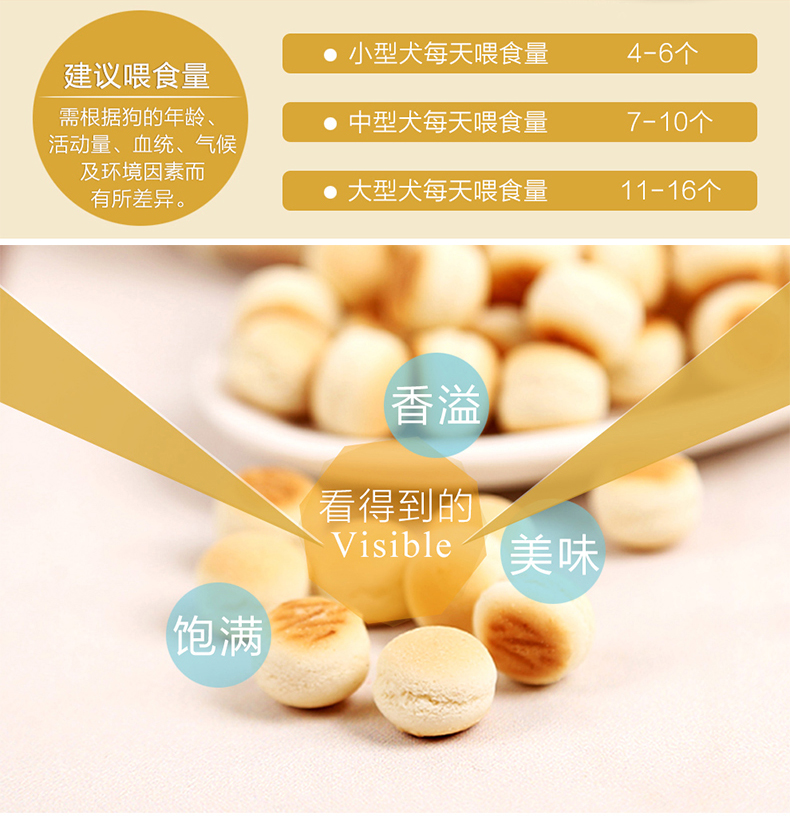 建议喂食量
需根据狗的年龄、
活动量、血统、气候
及环境因素而
有所差异。
● 小型犬每天喂食量 4-6个
● 中型犬每天喂食量 7-10个
● 大型犬每天喂食量 11-16个
香溢
看得到的
Visible
美味
饱满